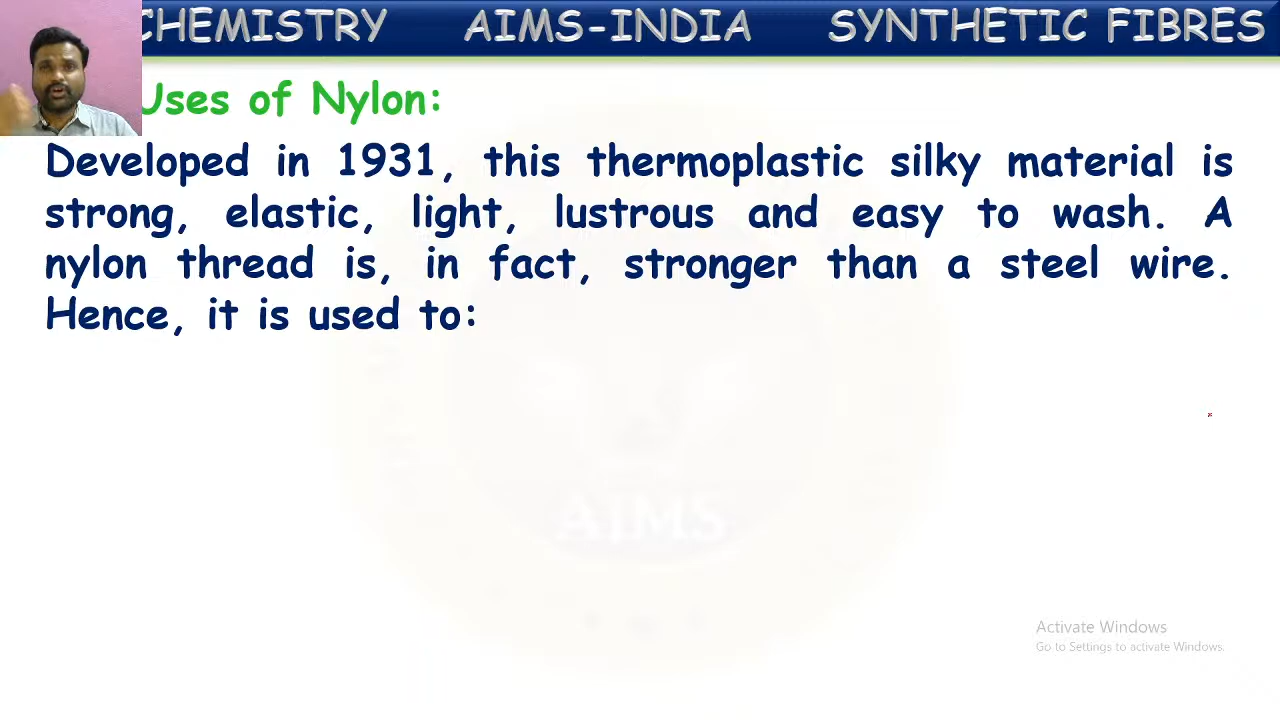 CHEMISTRY AIMS-INDIA SYNTHETIC FIBRES
Uses of Nylon:
Developed in 1931, this thermoplastic silky material is
strong, elastic, light, lustrous and easy to wash. A
nylon thread is, in fact, stronger than a steel wire.
Hence, it is used to:
AIMS
Activate Windows
Go to Settings to activate Windows.